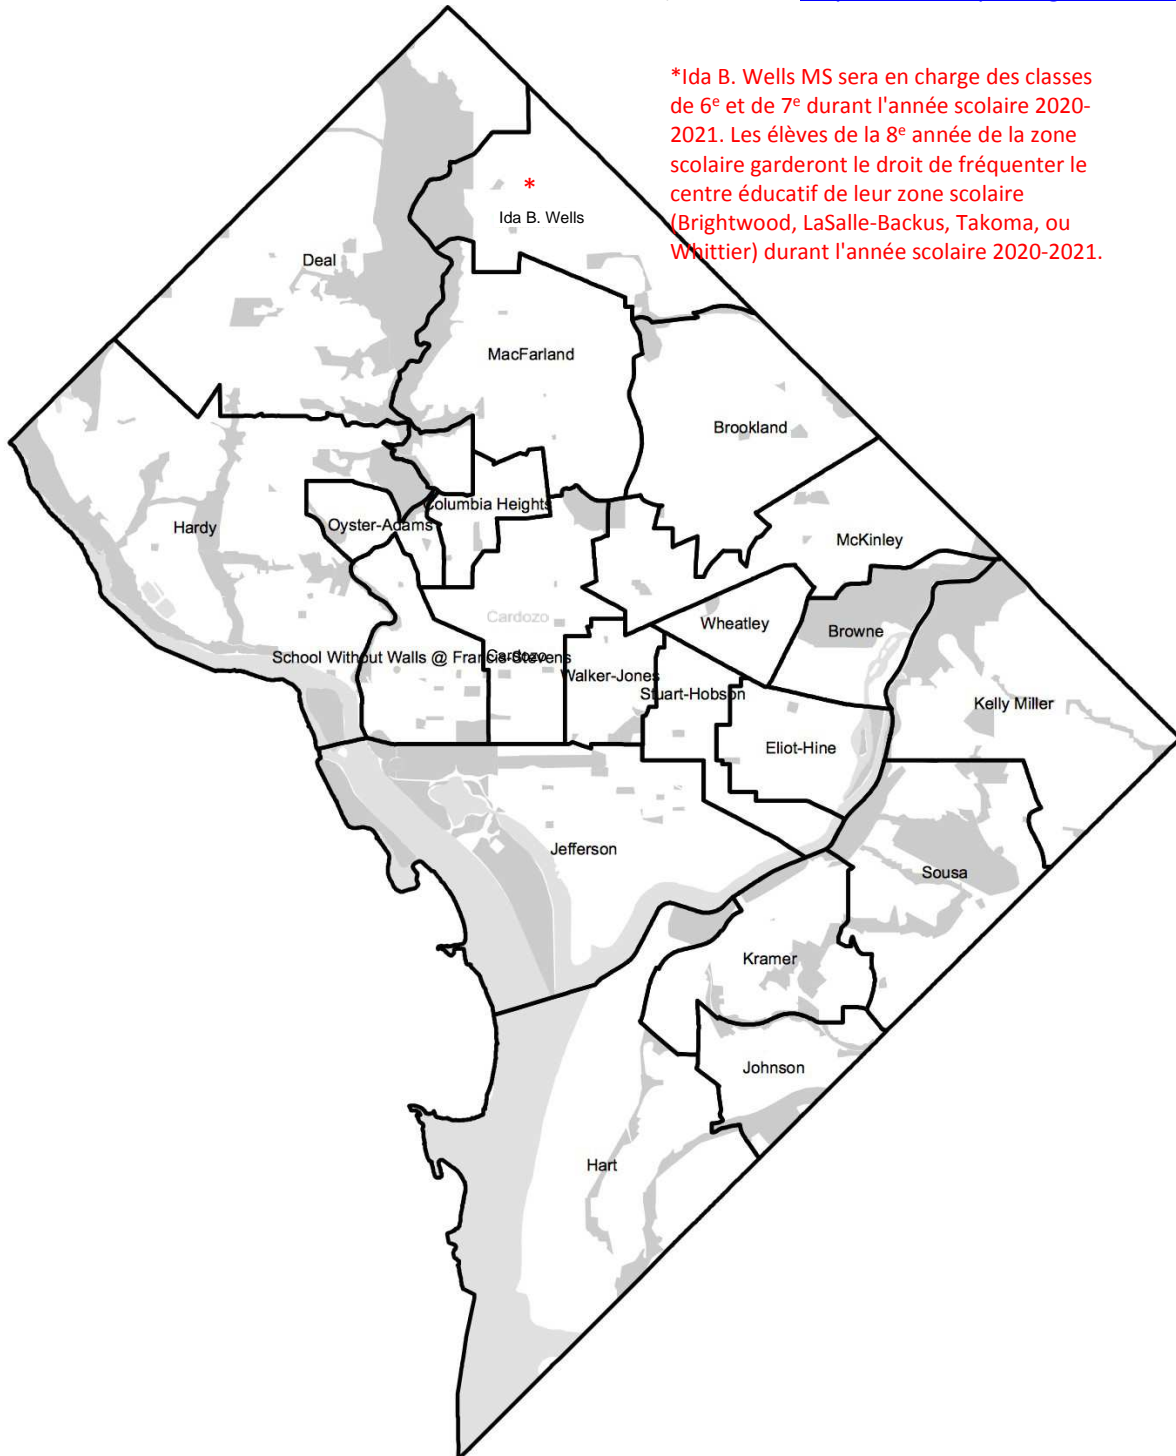 *Ida B. Wells MS sera en charge des classes
de 6e et de 7e durant l'année scolaire 2020-
2021. Les élèves de la 8e année de la zone
scolaire garderont le droit de fréquenter le
centre éducatif de leur zone scolaire
(Brightwood, LaSalle-Backus, Takoma, ou
Whittier) durant l'année scolaire 2020-2021.
*
Ida B. Wells
Deal
MacFarland
Brookland
Columbia Heights
Hardy
Oyster-Adams
McKinley
Cardozo
Wheatley
Browne
School Without Walls @ Francis-Stevens
Cardozo
Walker-Jones
Stuart-Hobson
Kelly Miller
Eliot-Hine
Jefferson
Sousa
Kramer
Johnson
Hart